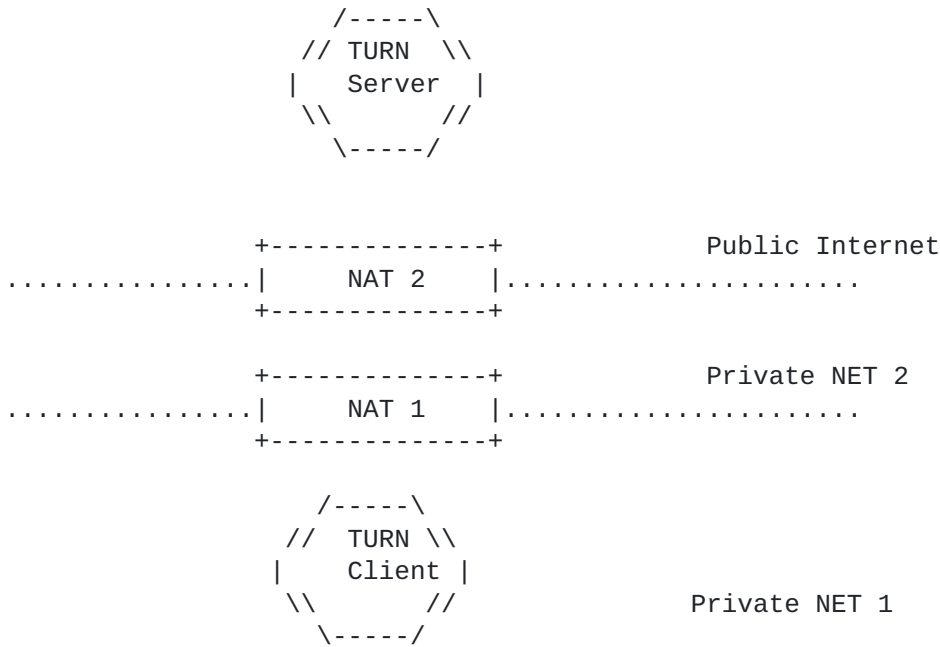 /-----\
// TURN \\
| Server |
\\ //
\-----/
+--------------+ Public Internet
................| NAT 2 |.......................
+--------------+
+--------------+ Private NET 2
................| NAT 1 |.......................
+--------------+
/-----\
// TURN \\
| Client |
\\ // Private NET 1
\-----/